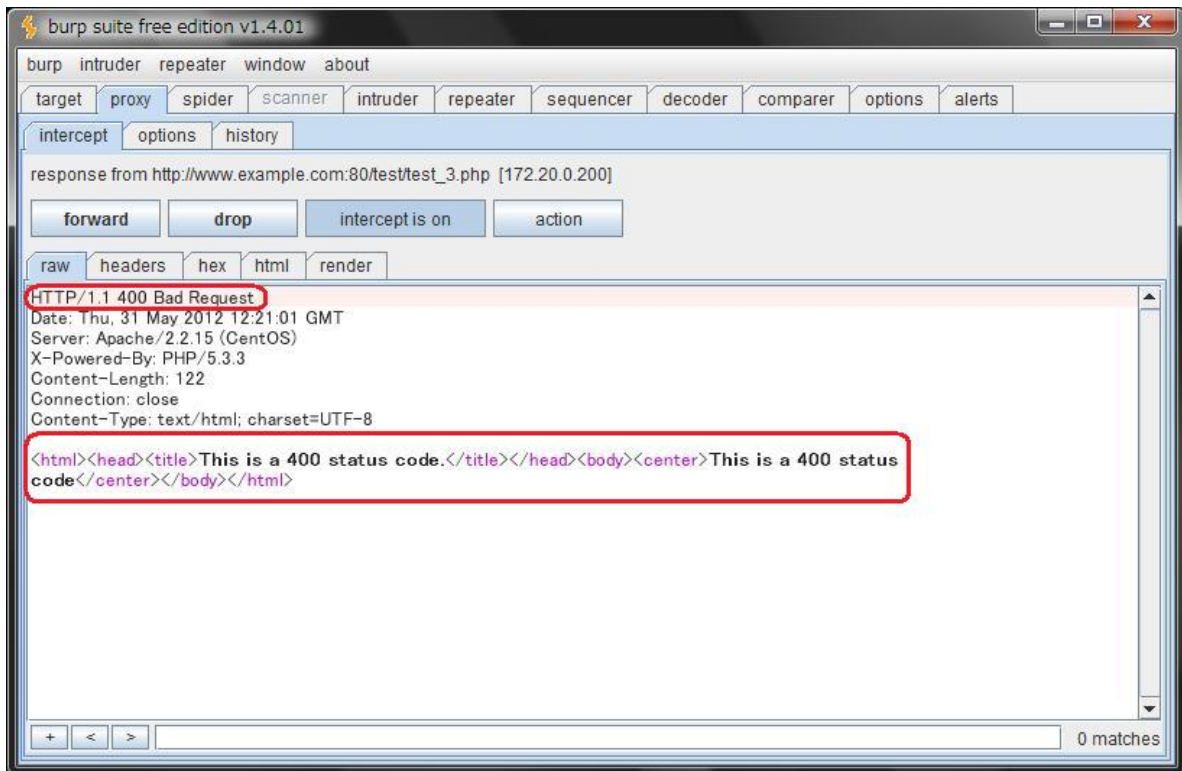 burp suite free edition v1.4.01
burp intruder repeater window about
target proxy spider scanner intruder repeater sequencer decoder comparer options alerts
intercept options history
response from http://www.example.com:80/test/test_3.php [172.20.0.200]
forward drop intercept is on action
raw headers hex html render
HTTP/1.1 400 Bad Request
Date: Thu, 31 May 2012 12:21:01 GMT
Server: Apache/2.2.15 (CentOS)
X-Powered-By: PHP/5.3.3
Content-Length: 122
Connection: close
Content-Type: text/html; charset=UTF-8
<html><head><title>This is a 400 status code.</title></head><body><center>This is a 400 status
code</center></body></html>
+ < > 0 matches